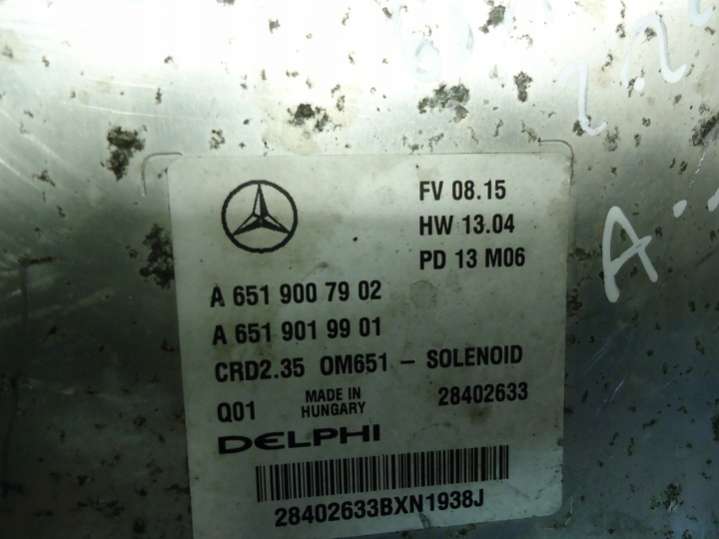 FV 08.15
HW 13.04
PD 13 M06
A 651 900 79 02
A 651 901 99 01
CRD2.35 OM651 – SOLENOID
Q01 MADE IN HUNGARY 28402633
DELPHI
28402633BXN1938J